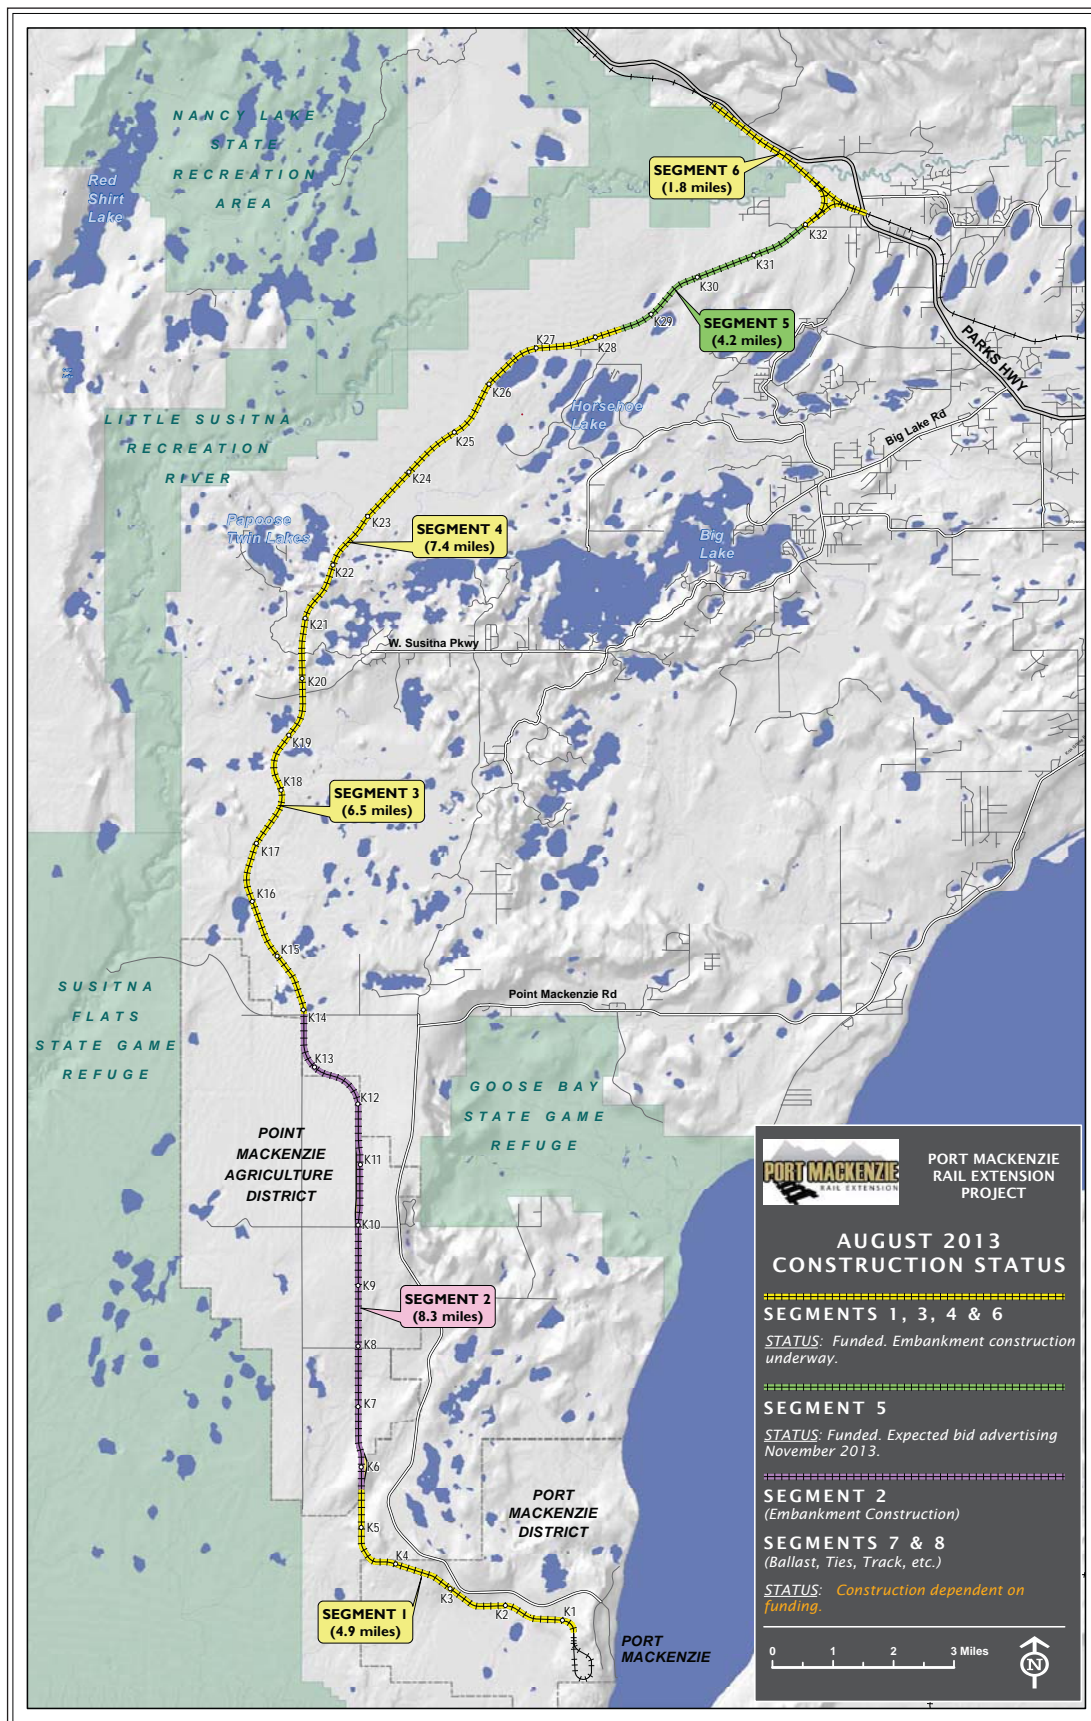 NANCY LAKE
STATE
RECREATION
AREA
Red
Shirt
Lake
SEGMENT 6
(1.8 miles)
K32
K31
K30
K29
SEGMENT 5
(4.2 miles)
K28
K27
K26
PARKS HWY
Horsehoe
Lake
Big Lake Rd
LITTLE SUSITNA
RECREATION
RIVER
K25
K24
K23
Papoose
Twin Lakes
SEGMENT 4
(7.4 miles)
Big
Lake
K22
K21
W. Susitna Pkwy
K20
K19
K18
SEGMENT 3
(6.5 miles)
K17
K16
K15
SUSITNA
FLATS
STATE GAME
REFUGE
Point Mackenzie Rd
K14
K13
K12
GOOSE BAY
STATE GAME
REFUGE
POINT
MACKENZIE
AGRICULTURE
DISTRICT
K11
K10
K9
SEGMENT 2
(8.3 miles)
K8
K7
K6
K5
PORT
MACKENZIE
DISTRICT
K4
K3
K2
K1
SEGMENT 1
(4.9 miles)
PORT
MACKENZIE
PORT MACKENZIE
RAIL EXTENSION
PORT MACKENZIE
RAIL EXTENSION
PROJECT
AUGUST 2013
CONSTRUCTION STATUS
SEGMENTS 1, 3, 4 & 6
STATUS: Funded. Embankment construction
underway.
SEGMENT 5
STATUS: Funded. Expected bid advertising
November 2013.
SEGMENT 2
(Embankment Construction)
SEGMENTS 7 & 8
(Ballast, Ties, Track, etc.)
STATUS: Construction dependent on
funding.
0 1 2 3 Miles
N